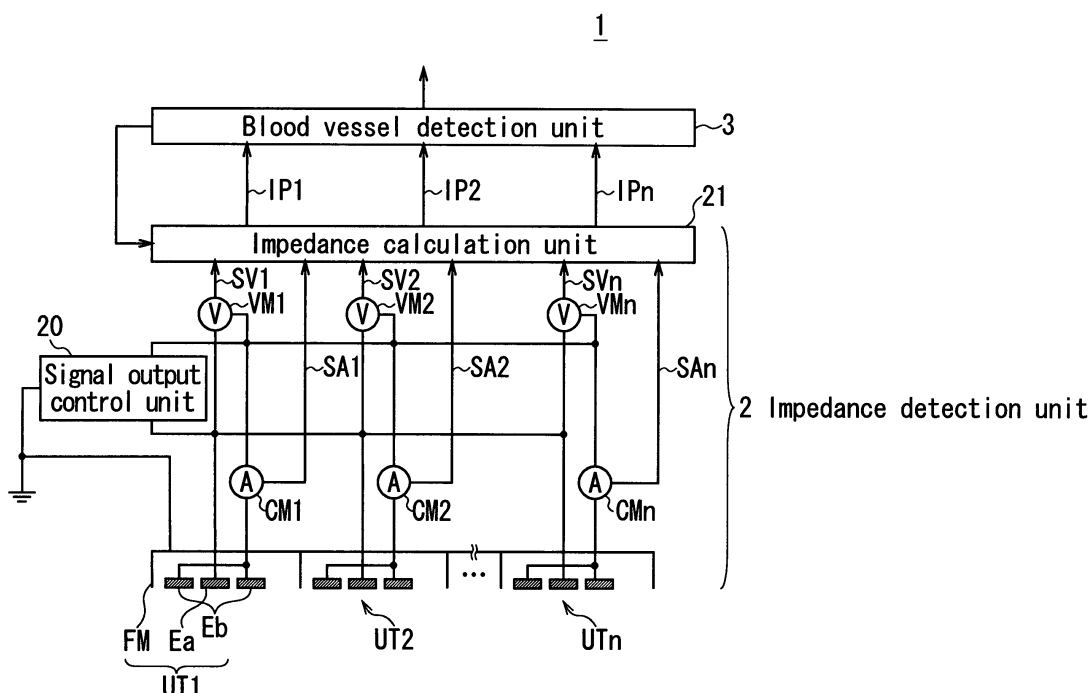 1
Blood vessel detection unit
3
IP1
IP2
IPn
21
Impedance calculation unit
SV1
SV2
SVn
VM1
VM2
VMn
V
V
V
20
Signal output
control unit
SA1
SA2
SAn
2 Impedance detection unit
A
A
A
CM1
CM2
CMn
...
FM
Ea
Eb
UT2
UTn
UT1